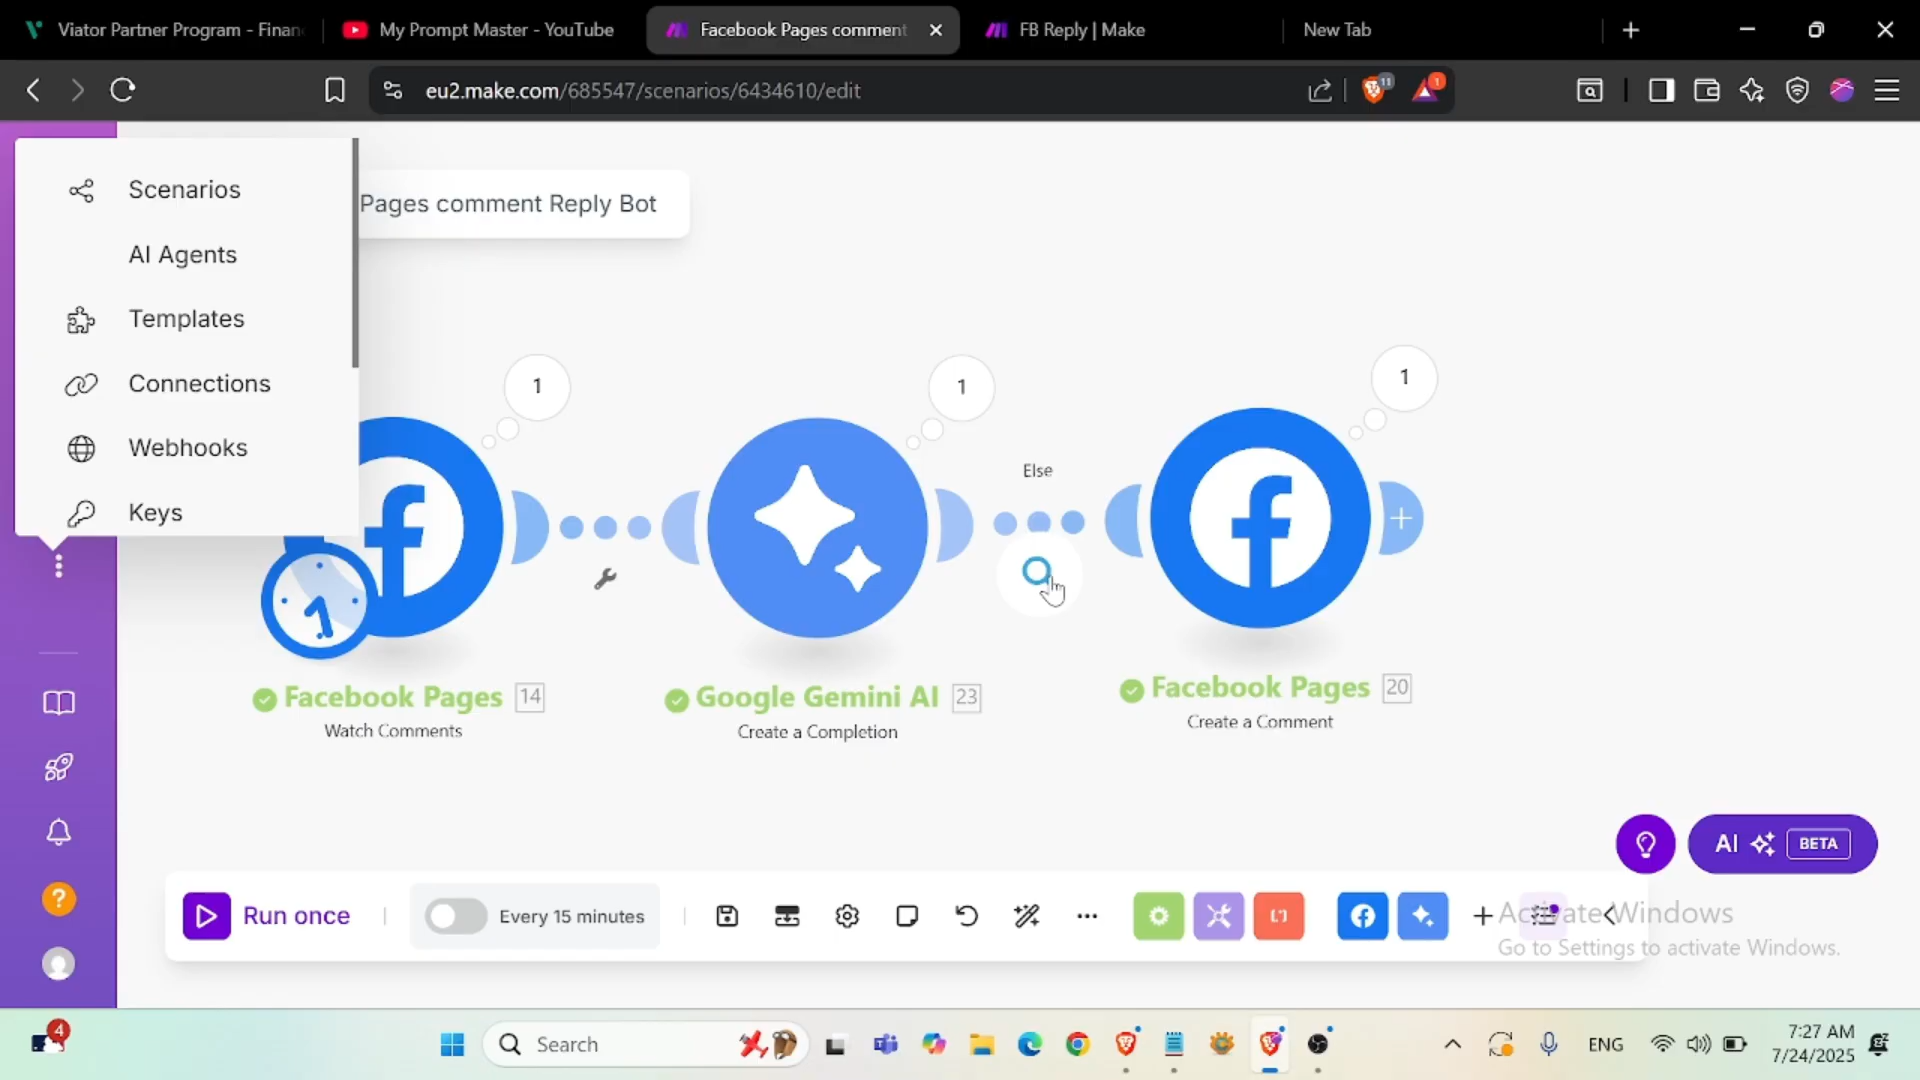 Viator Partner Program - Finan
My Prompt Master - YouTube
Facebook Pages comment
FB Reply | Make
New Tab
eu2.make.com/685547/scenarios/6434610/edit
11
1
Scenarios
AI Agents
Templates
Connections
Webhooks
Keys
Pages comment Reply Bot
1
1
1
Else
1
Facebook Pages 14
Watch Comments
Google Gemini AI 23
Create a Completion
Facebook Pages 20
Create a Comment
AI BETA
Run once
Every 15 minutes
Activate Windows
Go to Settings to activate Windows.
4
Search
ENG
7:27 AM
7/24/2025